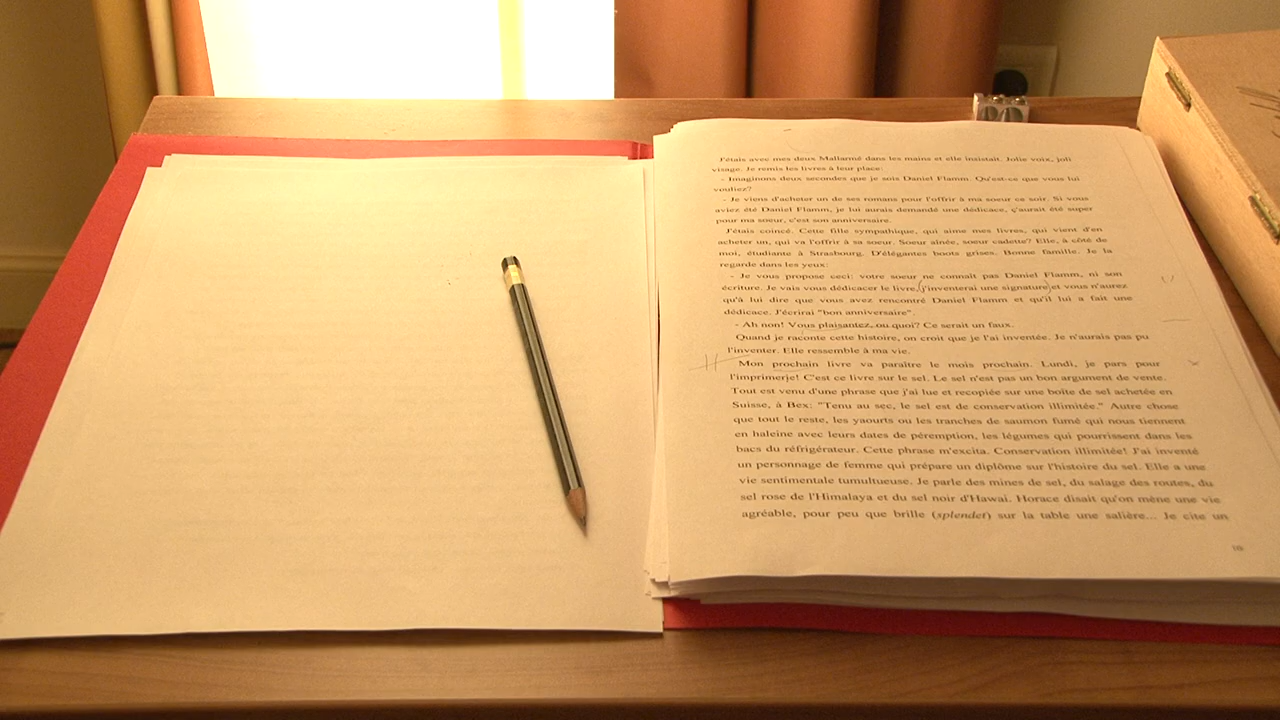 J'étais avec mes deux Mallarmé dans les mains et elle insistait. Jolie voix, joli
visage. Je remis les livres à leur place:
- Imaginons deux secondes que je sois Daniel Flamm. Qu'est-ce que vous lui
vouliez?
- Je viens d'acheter un de ses romans pour l'offrir à ma soeur ce soir. Si vous
aviez été Daniel Flamm, je lui aurais demandé une dédicace, ç'aurait été super
pour ma soeur, c'est son anniversaire.
J'étais coincé. Cette fille sympathique, qui aime mes livres, qui vient d'en
acheter un, qui va l'offrir à sa soeur. Soeur ainée, soeur cadette? Elle, à côté de
moi, étudiante à Strasbourg. D'élégantes boots grises. Bonne famille. Je la
regarde dans les yeux:
- Je vous propose ceci: votre soeur ne connaît pas Daniel Flamm, ni son
écriture. Je vais vous dédicacer le livre, j'inventerai une signature et vous n'aurez
qu'à lui dire que vous avez rencontré Daniel Flamm et qu'il lui a fait une
dédicace. J'écrirai "bon anniversaire".
- Ah non! Vous plaisantez, ou quoi? Ce serait un faux.
Quand je raconte cette histoire, on croit que je l'ai inventée. Je n'aurais pas pu
l'inventer. Elle ressemble à ma vie.
Mon prochain livre va paraître le mois prochain. Lundi, je pars pour
l'imprimerie! C'est ce livre sur le sel. Le sel n'est pas un bon argument de vente.
Tout est venu d'une phrase que j'ai lue et recopiée sur une boîte de sel achetée en
Suisse, à Bex: "Tenu au sec, le sel est de conservation illimitée." Autre chose
que tout le reste, les yaourts ou les tranches de saumon fumé qui nous tiennent
en haleine avec leurs dates de péremption, les légumes qui pourrissent dans les
bacs du réfrigérateur. Cette phrase m'excita. Conservation illimitée! J'ai inventé
un personnage de femme qui prépare un diplôme sur l'histoire du sel. Elle a une
vie sentimentale tumultueuse. Je parle des mines de sel, du salage des routes, du
sel rose de l'Himalaya et du sel noir d'Hawai. Horace disait qu'on mène une vie
agréable, pour peu que brille (splendet) sur la table une salière... Je cite un